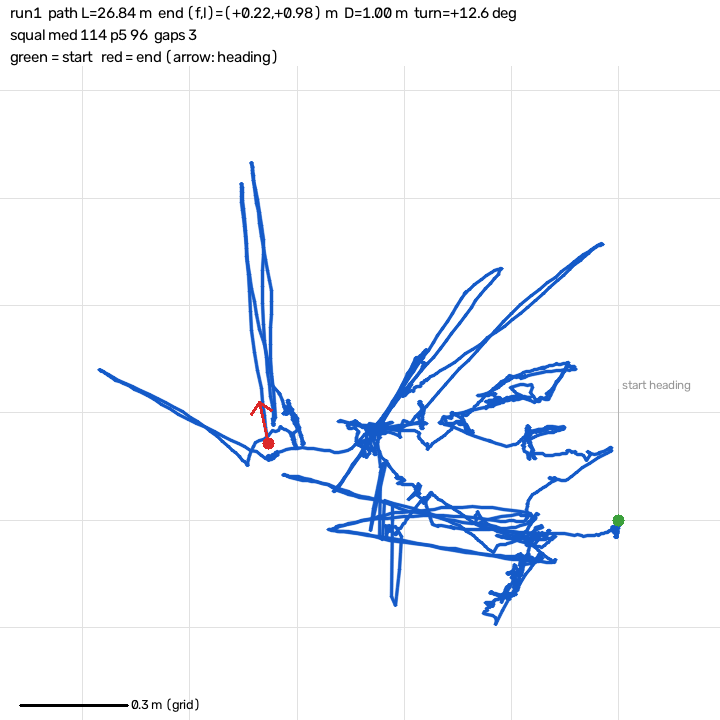 run1 path L=26.84 m end (f,l)=(+0.22,+0.98) m D=1.00 m turn=+12.6 deg
squal med 114 p5 96 gaps 3
green = start red = end (arrow: heading)
start heading
0.3 m (grid)